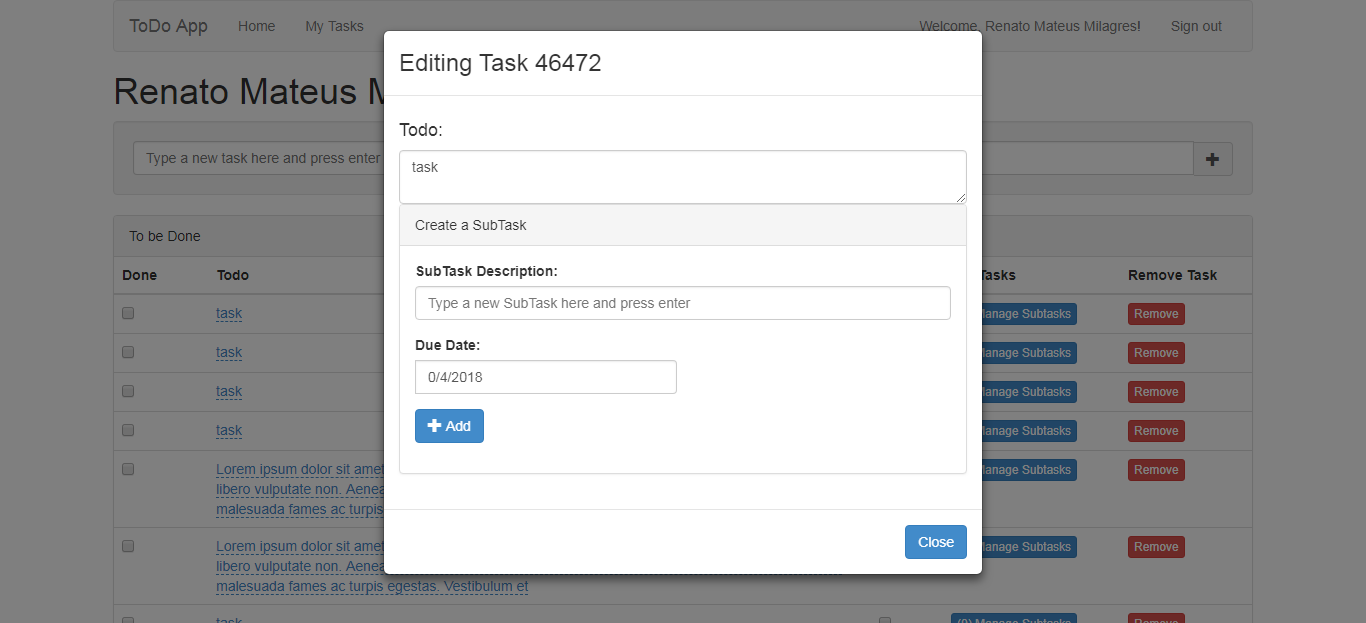 ToDo App Home My Tasks Welcome, Renato Mateus Milagres! Sign out
Renato Mateus
Type a new task here and press enter
To be Done
Done Todo Tasks Remove Task
task Manage Subtasks Remove
task Manage Subtasks Remove
task Manage Subtasks Remove
task Manage Subtasks Remove
Lorem ipsum dolor sit amet Manage Subtasks Remove
libero vulputate non. Aenea
malesuada fames ac turpis
Lorem ipsum dolor sit amet Manage Subtasks Remove
libero vulputate non. Aenea
malesuada fames ac turpis egestas. Vestibulum et
task (0) Manage Subtasks Remove
Editing Task 46472
Todo:
task
Create a SubTask
SubTask Description:
Type a new SubTask here and press enter
Due Date:
0/4/2018
Add
Close